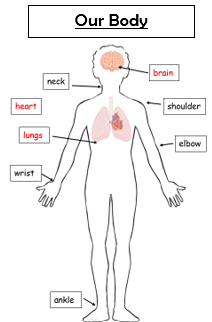 Our Body
brain
neck
heart
shoulder
lungs
elbow
wrist
ankle